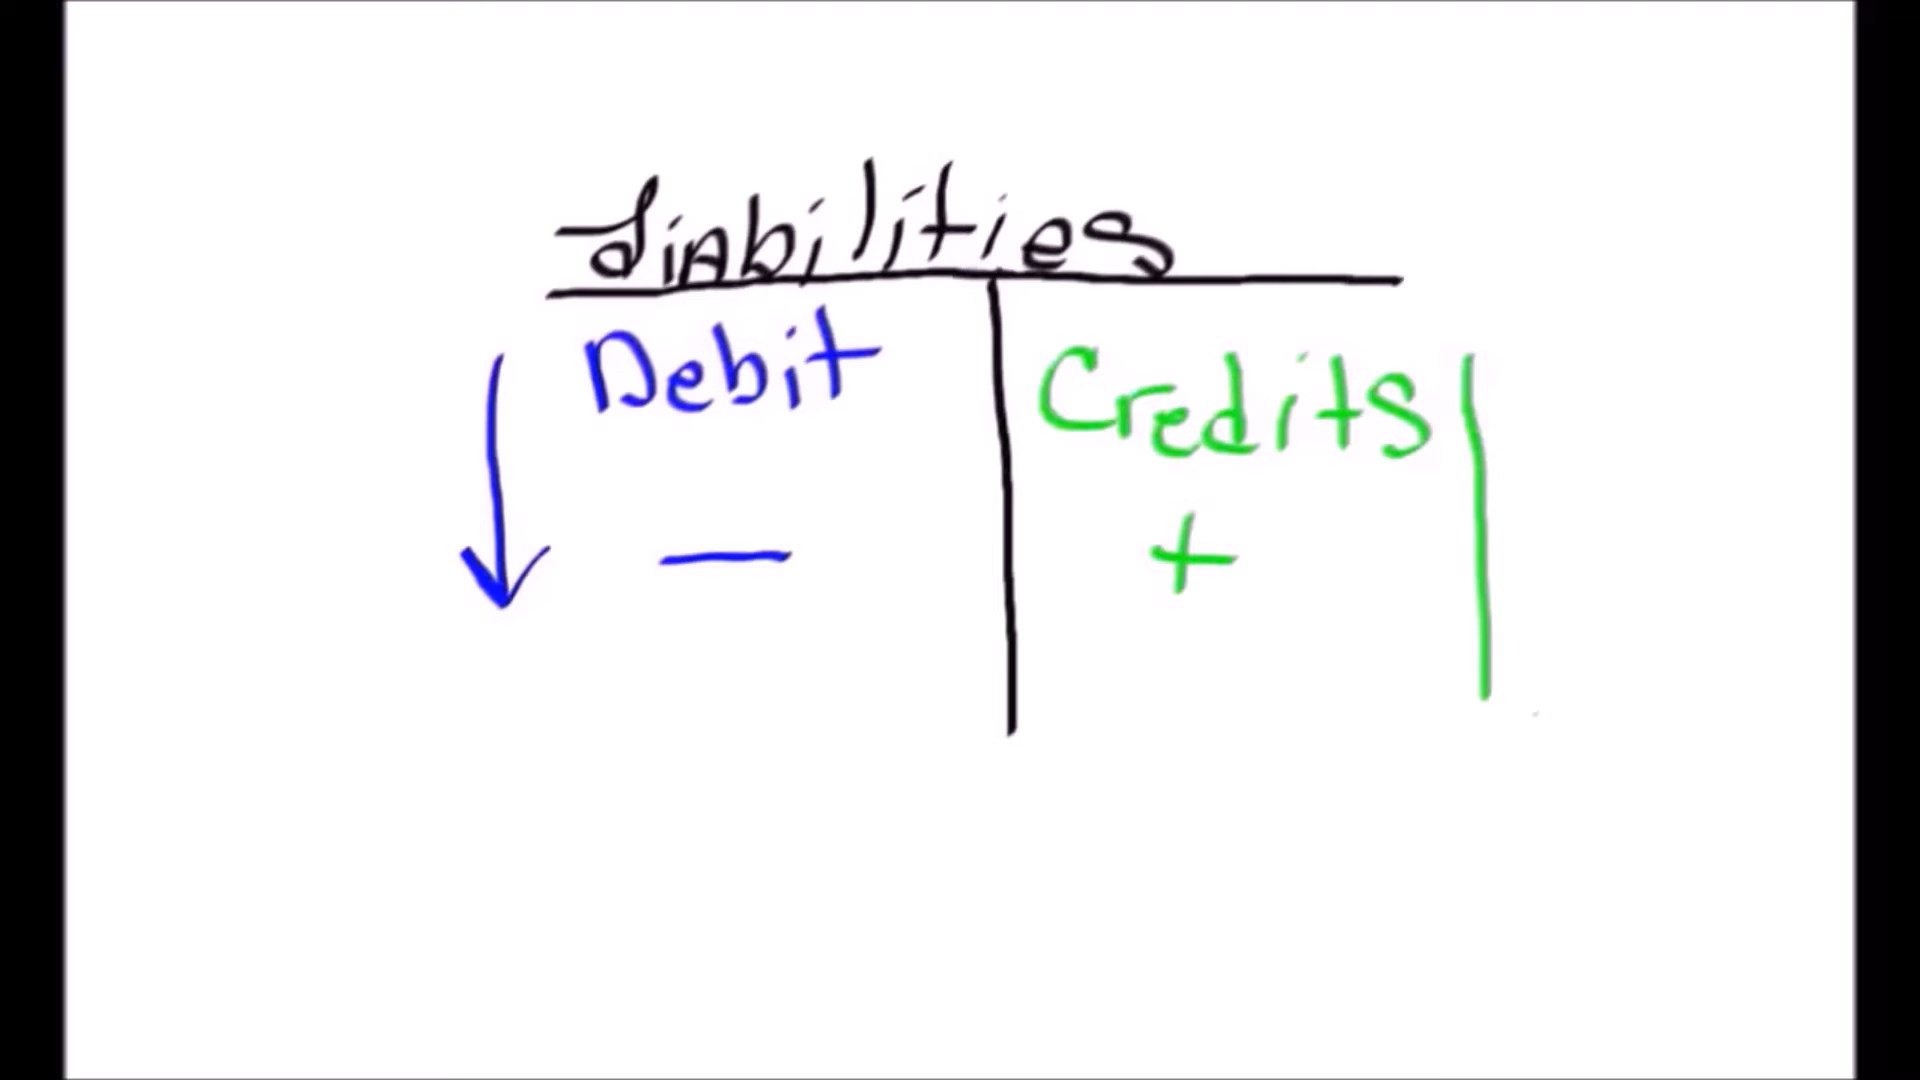 Liabilities
Debit
Credits
—
+